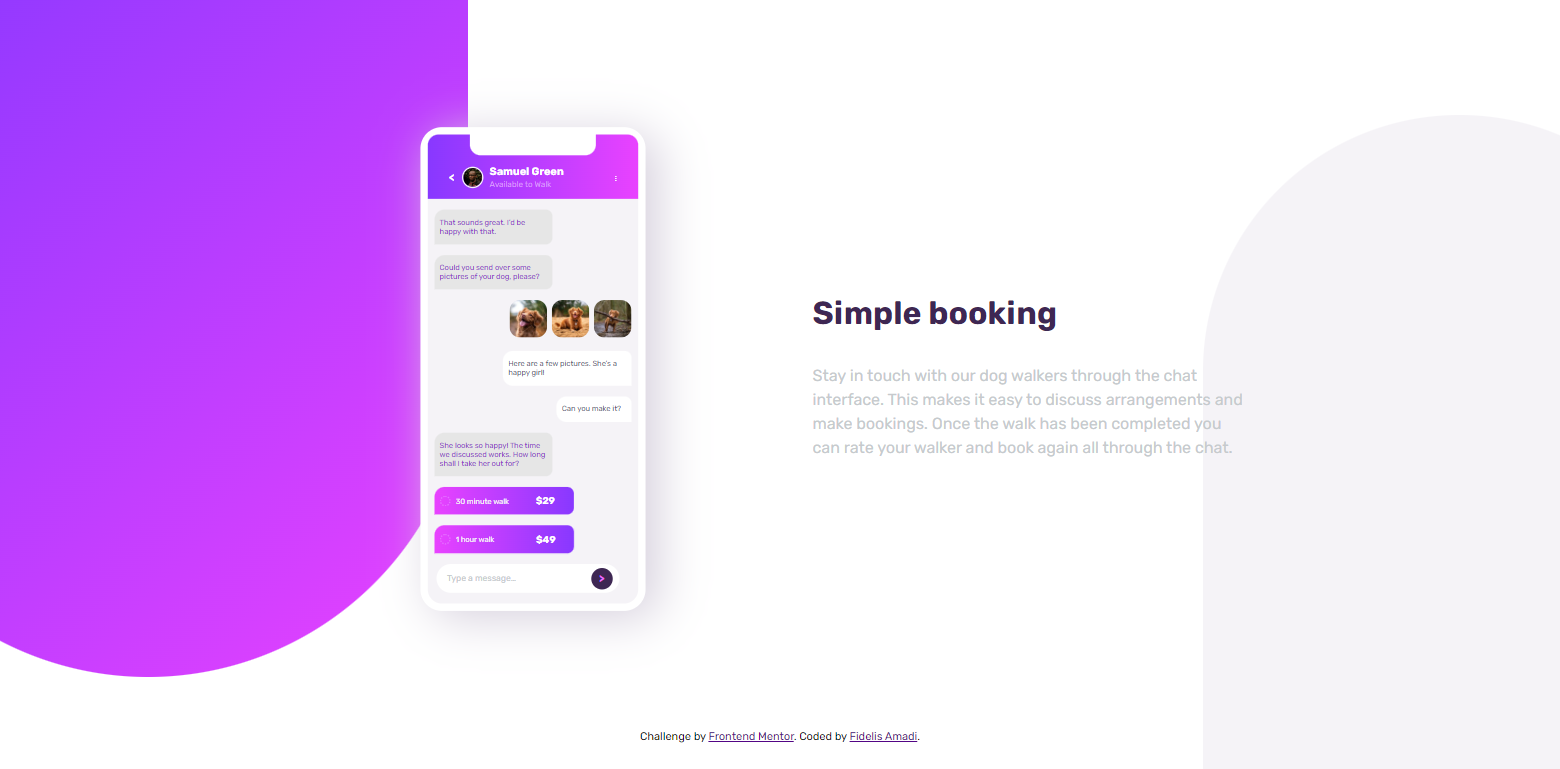 <
Samuel Green
Available to Walk
That sounds great. I'd be
happy with that.
Could you send over some
pictures of your dog, please?
Here are a few pictures. She's a
happy girl!
Can you make it?
She looks so happy! The time
we discussed works. How long
shall I take her out for?
30 minute walk $29
1 hour walk $49
Type a message…
>
Simple booking
Stay in touch with our dog walkers through the chat
interface. This makes it easy to discuss arrangements and
make bookings. Once the walk has been completed you
can rate your walker and book again all through the chat.
Challenge by Frontend Mentor. Coded by Fidelis Amadi.